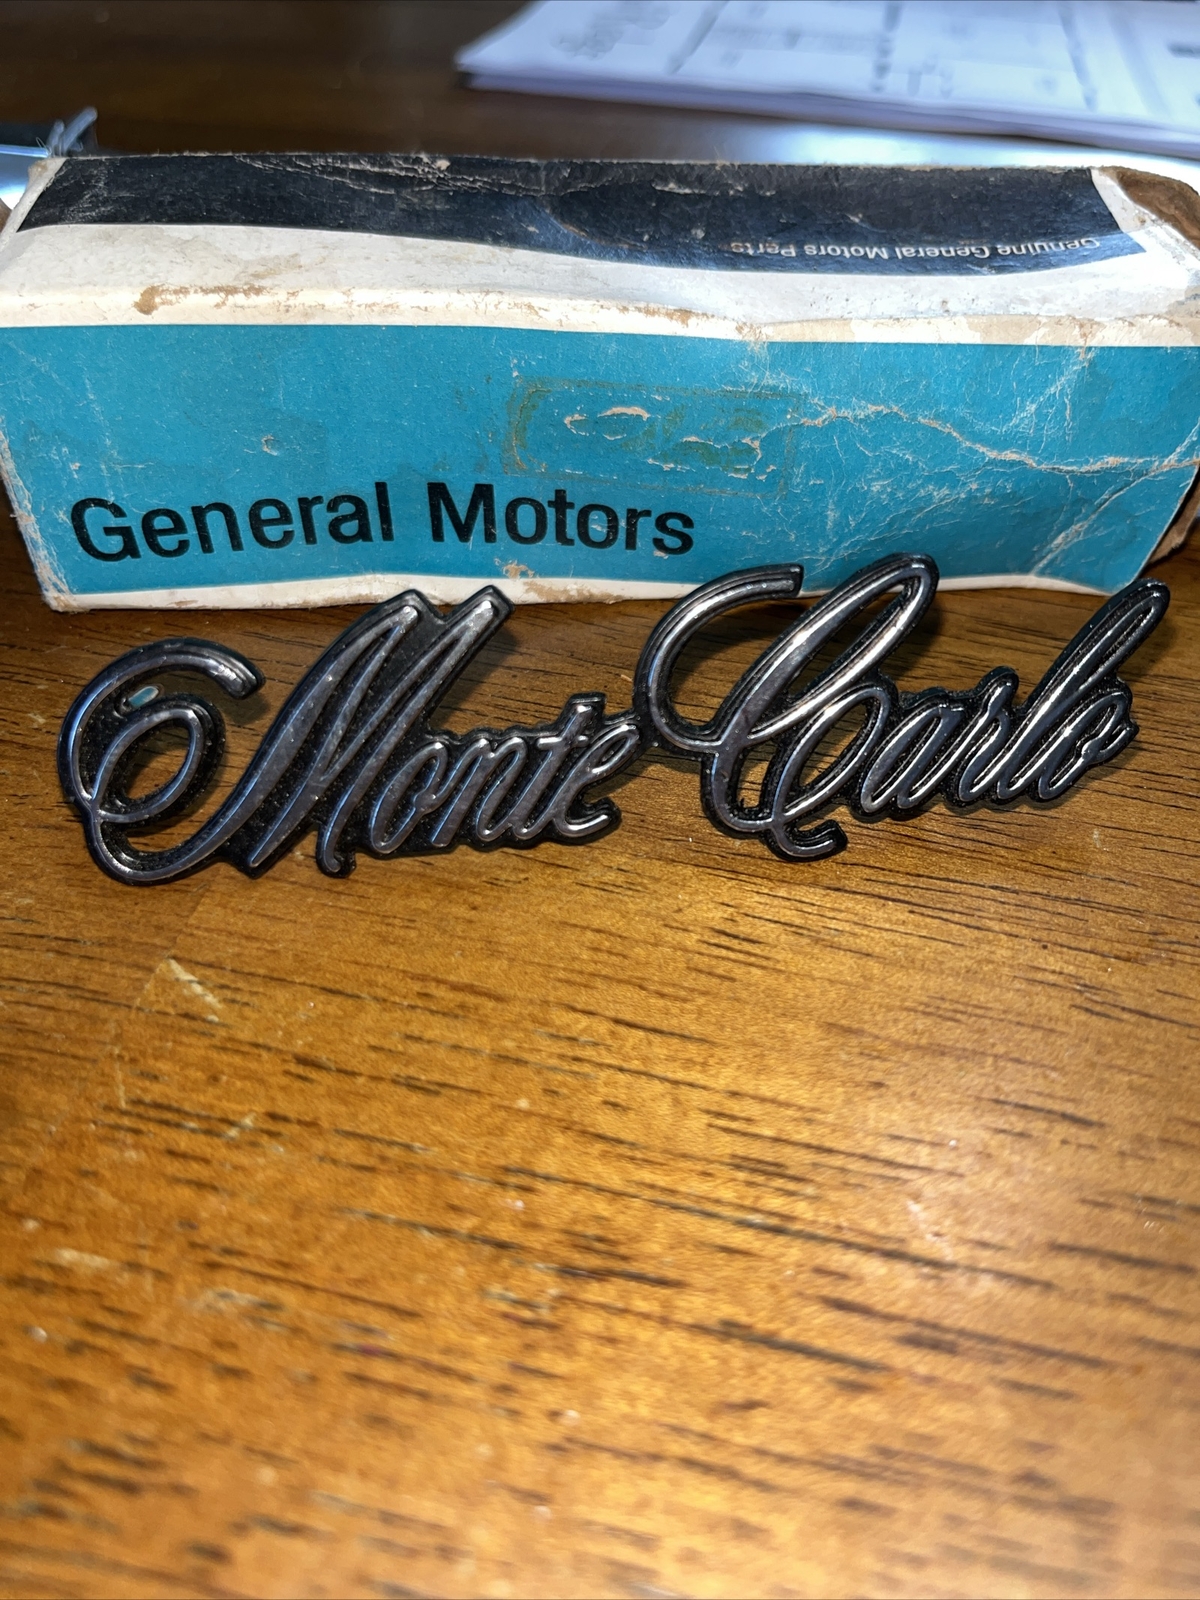 Genuine General Motors Parts
General Motors
Monte Carlo